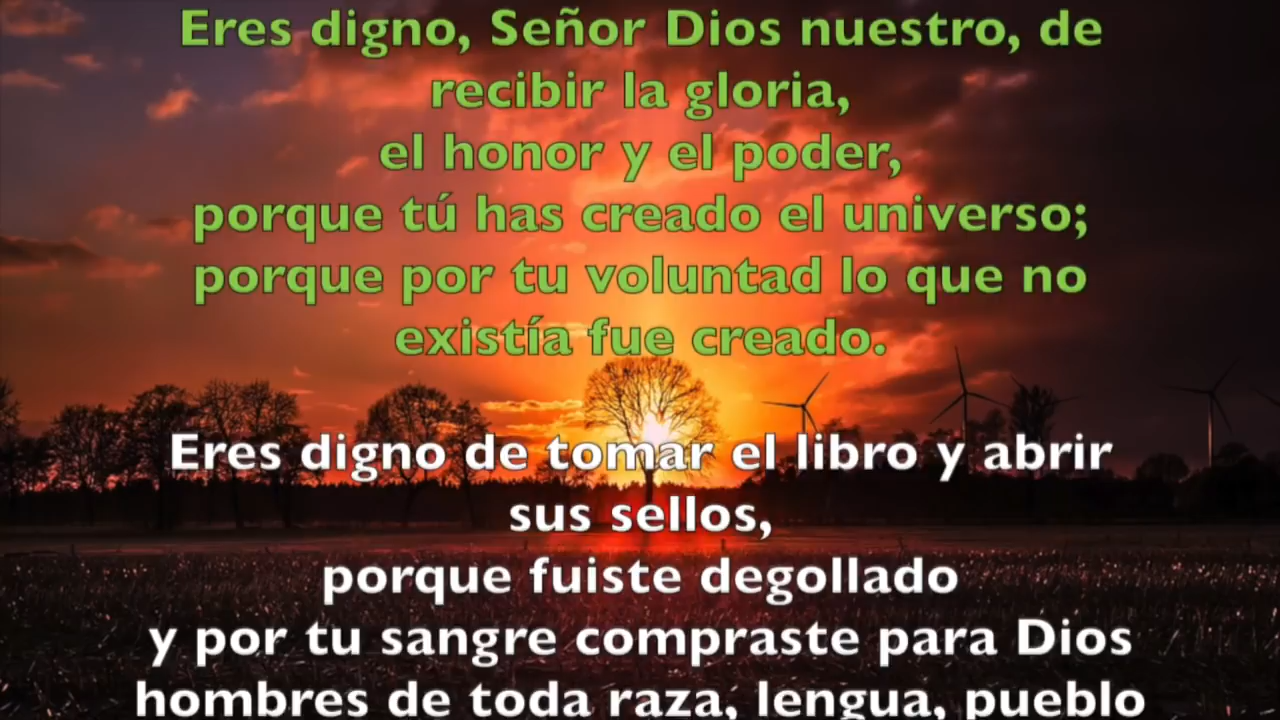 Eres digno, Señor Dios nuestro, de
recibir la gloria,
el honor y el poder,
porque tú has creado el universo;
porque por tu voluntad lo que no
existía fue creado.
Eres digno de tomar el libro y abrir
sus sellos,
porque fuiste degollado
y por tu sangre compraste para Dios
hombres de toda raza, lengua, pueblo